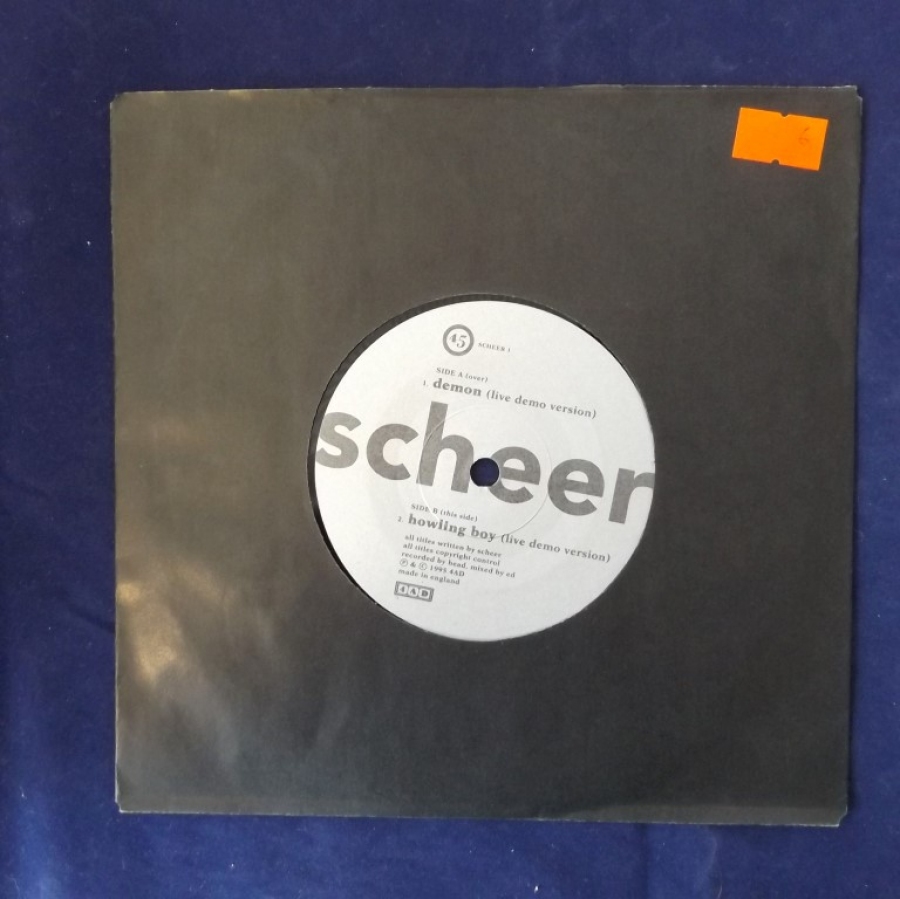 6
45 SCHEER 1
SIDE A (over)
1. demon (live demo version)
scheer
SIDE B (this side)
2. howling boy (live demo version)
all titles written by scheer
all titles copyright control
recorded by head, mixed by ed
℗ & © 1995 4AD
made in england
4AD